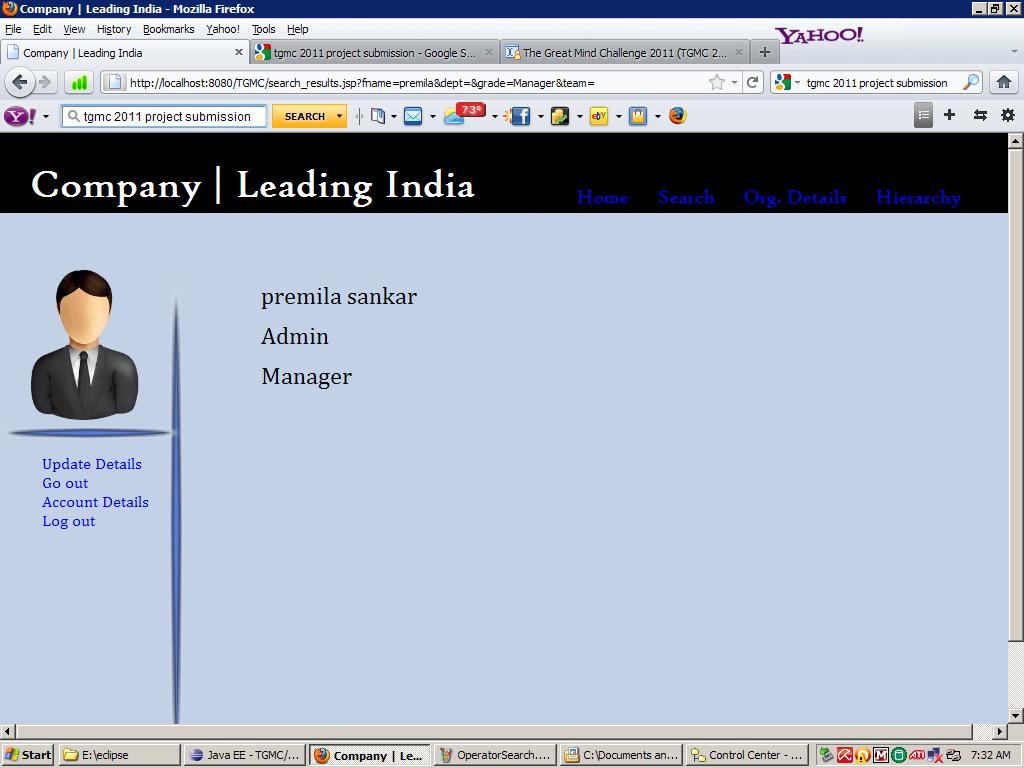 Company | Leading India - Mozilla Firefox
File Edit View History Bookmarks Yahoo! Tools Help
YAHOO!
Company | Leading India
tgmc 2011 project submission - Google S...
The Great Mind Challenge 2011 (TGMC 2...
http://localhost:8080/TGMC/search_results.jsp?fname=premila&dept=&grade=Manager&team=
tgmc 2011 project submission
Y! tgmc 2011 project submission SEARCH 73° ebY
Company | Leading India
Home Search Org. Details Hierarchy
premila sankar
Admin
Manager
Update Details
Go out
Account Details
Log out
Start E:\eclipse Java EE - TGMC/... Company | Le... OperatorSearch.... C:\Documents an... Control Center - ... 7:32 AM